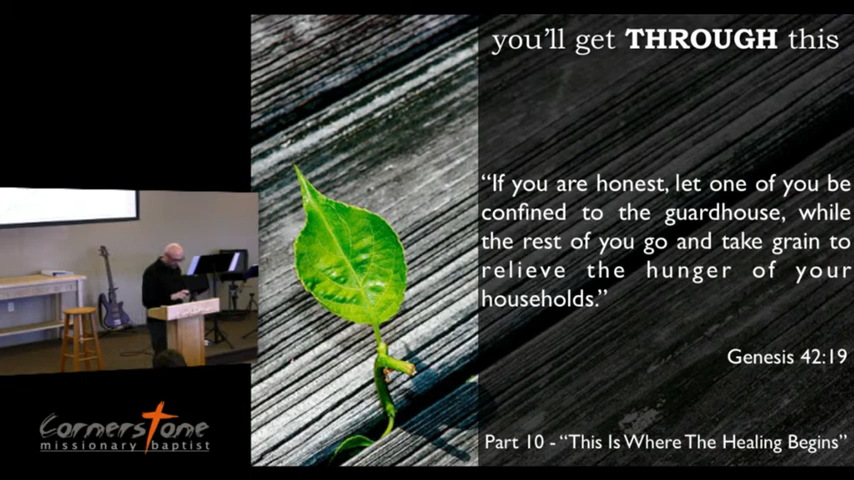 you'll get THROUGH this
“If you are honest, let one of you be
confined to the guardhouse, while
the rest of you go and take grain to
relieve the hunger of your
households.”
Genesis 42:19
Part 10 - “This Is Where The Healing Begins”
Cornerstone
missionary baptist